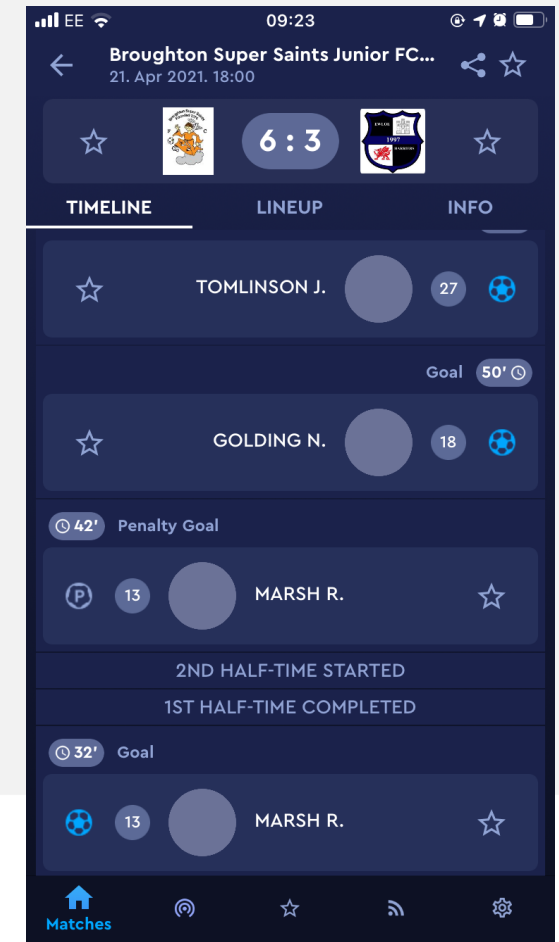 EE
09:23
Broughton Super Saints Junior FC...
21. Apr 2021. 18:00
6 : 3
1997
TIMELINE
LINEUP
INFO
TOMLINSON J.
27
Goal 50'
GOLDING N.
18
42' Penalty Goal
P
13
MARSH R.
2ND HALF-TIME STARTED
1ST HALF-TIME COMPLETED
32' Goal
13
MARSH R.
Matches